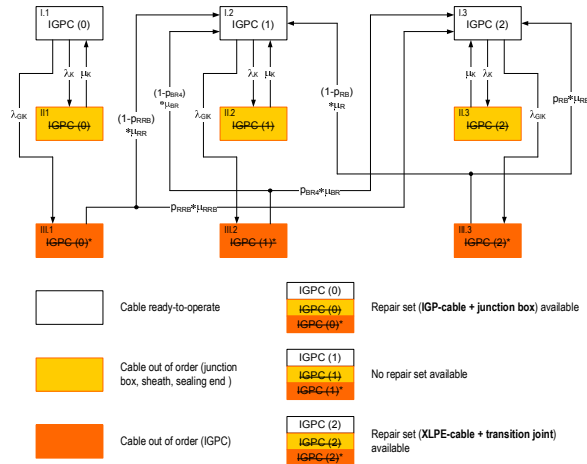 I.1
IGPC (0)
I.2
IGPC (1)
I.3
IGPC (2)
λK
μK
λK
μK
μK
λK
λGIK
(1-pRRB)
*μRR
(1-pBR4)
*μBR
λGIK
(1-pRB)
*μR
λGIK
pRB*μRB
II1
IGPC (0)
II.2
IGPC (1)
II.3
IGPC (2)
pRRB*μRRB
pBR4*μBR
III.1
IGPC (0)*
III.2
IGPC (1)*
III.3
IGPC (2)*
Cable ready-to-operate
IGPC (0)
IGPC (0)
IGPC (0)*
Repair set (IGP-cable + junction box) available
Cable out of order (junction
box, sheath, sealing end )
IGPC (1)
IGPC (1)
IGPC (1)*
No repair set available
Cable out of order (IGPC)
IGPC (2)
IGPC (2)
IGPC (2)*
Repair set (XLPE-cable + transition joint)
available